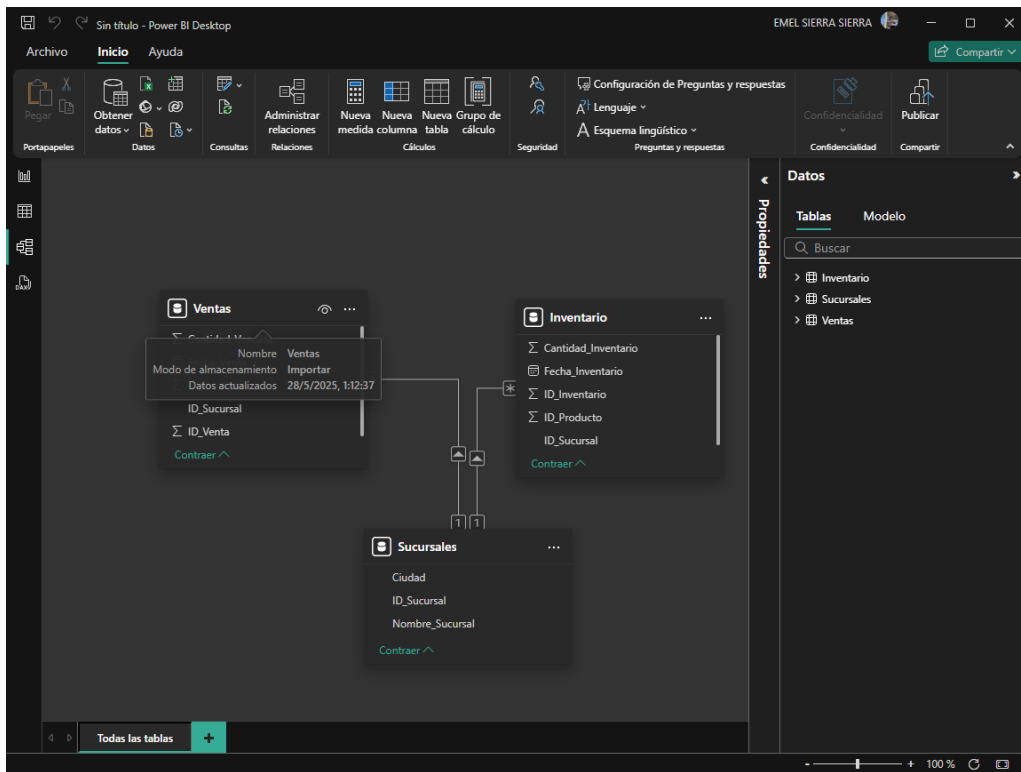 Sin título - Power BI Desktop
EMEL SIERRA SIERRA
Archivo Inicio Ayuda
Compartir
Pegar
Obtener datos
Administrar relaciones
Nueva medida
Nueva columna
Nueva tabla
Grupo de cálculo
Configuración de Preguntas y respuestas
Lenguaje
Esquema lingüístico
Confidencialidad
Publicar
Portapapeles Datos Consultas Relaciones Cálculos Seguridad Preguntas y respuestas Confidencialidad Compartir
DAX
Ventas
Nombre Ventas
Modo de almacenamiento Importar
Datos actualizados 28/5/2025, 1:12:37
ID_Sucursal
Σ ID_Venta
Contraer
Inventario
Σ Cantidad_Inventario
Fecha_Inventario
Σ ID_Inventario
Σ ID_Producto
ID_Sucursal
Contraer
*
1 1
Sucursales
Ciudad
ID_Sucursal
Nombre_Sucursal
Contraer
Propiedades
Datos
Tablas Modelo
Buscar
Inventario
Sucursales
Ventas
Todas las tablas +
- + 100 %